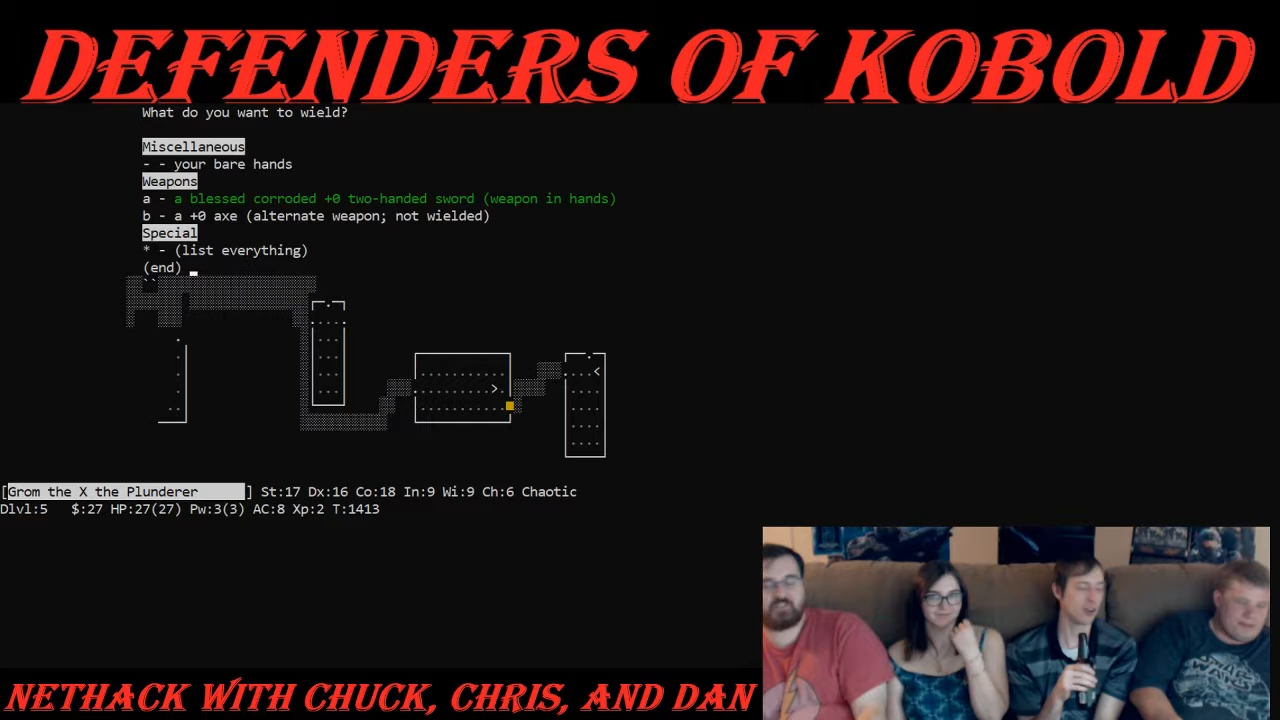 DEFENDERS OF KOBOLD
What do you want to wield?
Miscellaneous
- - your bare hands
Weapons
a - a blessed corroded +0 two-handed sword (weapon in hands)
b - a +0 axe (alternate weapon; not wielded)
Special
* - (list everything)
(end)
[Grom the X the Plunderer ] St:17 Dx:16 Co:18 In:9 Wi:9 Ch:6 Chaotic
Dlvl:5 $:27 HP:27(27) Pw:3(3) AC:8 Xp:2 T:1413
NETHACK WITH CHUCK, CHRIS, AND DAN